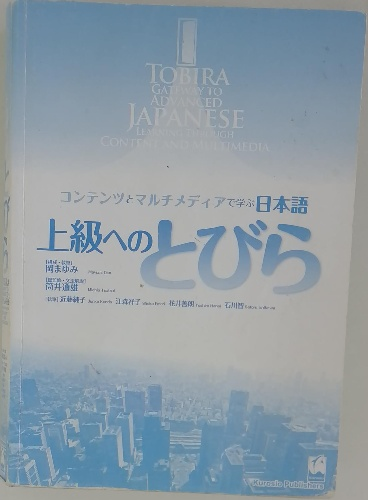 TOBIRA
GATEWAY TO
ADVANCED
JAPANESE
LEARNING THROUGH
CONTENT AND MULTIMEDIA
コンテンツとマルチメディアで学ぶ日本語
上級へのとびら
岡まゆみ
筒井通雄
近藤純子 江森祥子 花井善朗 石川智
Kurosio Publishers